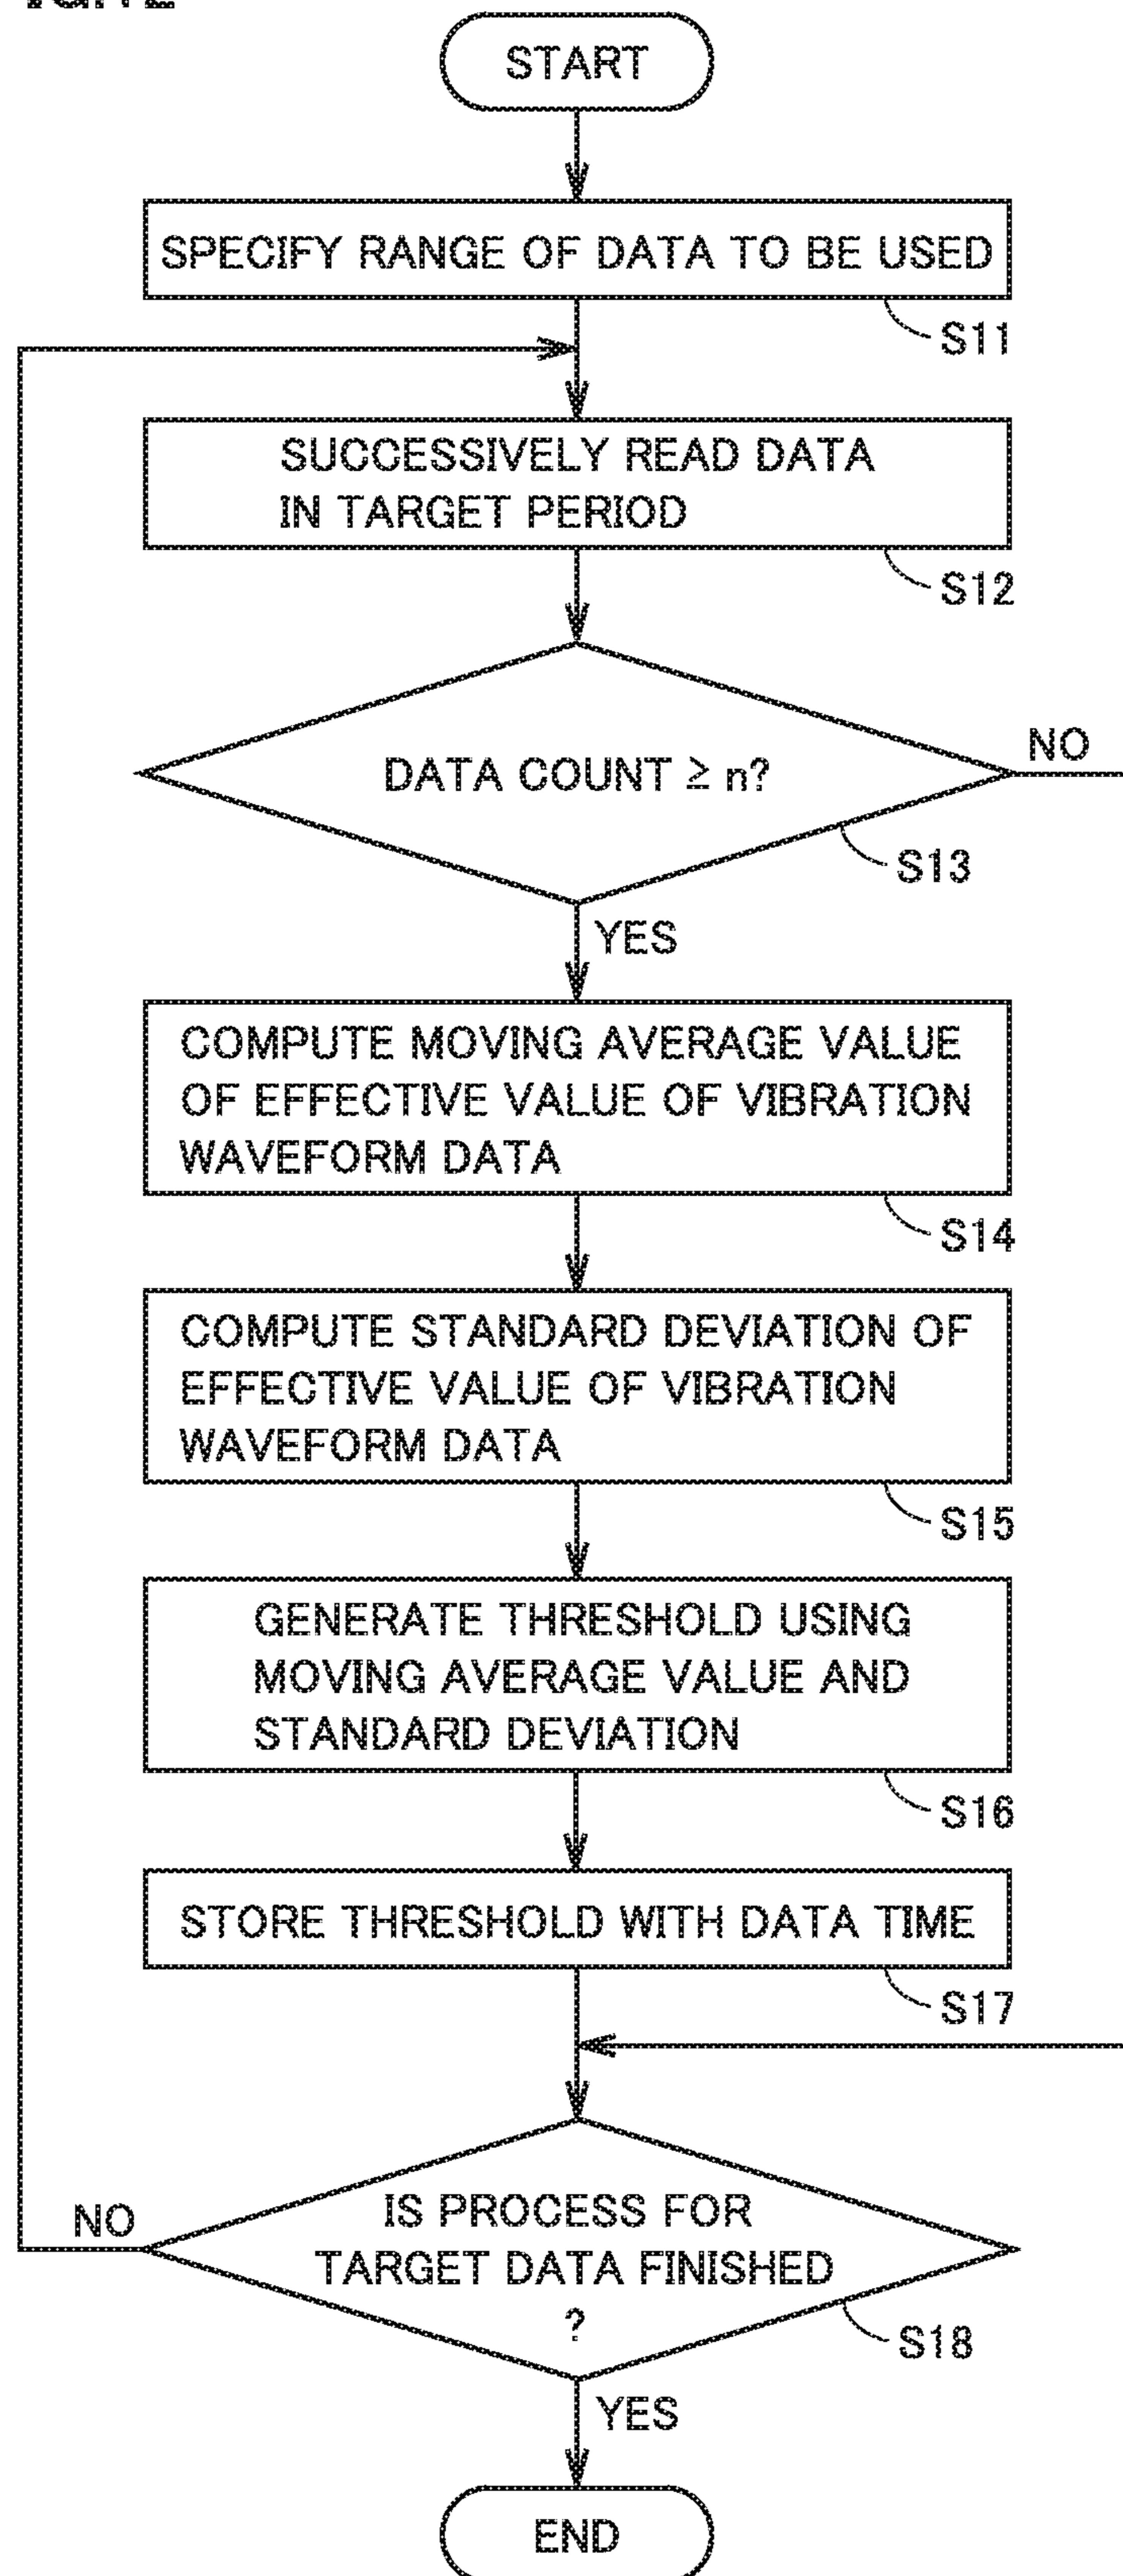 START
SPECIFY RANGE OF DATA TO BE USED
S11
SUCCESSIVELY READ DATA
IN TARGET PERIOD
S12
DATA COUNT ≧ n?
NO
S13
YES
COMPUTE MOVING AVERAGE VALUE
OF EFFECTIVE VALUE OF VIBRATION
WAVEFORM DATA
S14
COMPUTE STANDARD DEVIATION OF
EFFECTIVE VALUE OF VIBRATION
WAVEFORM DATA
S15
GENERATE THRESHOLD USING
MOVING AVERAGE VALUE AND
STANDARD DEVIATION
S16
STORE THRESHOLD WITH DATA TIME
S17
NO
IS PROCESS FOR
TARGET DATA FINISHED
?
S18
YES
END